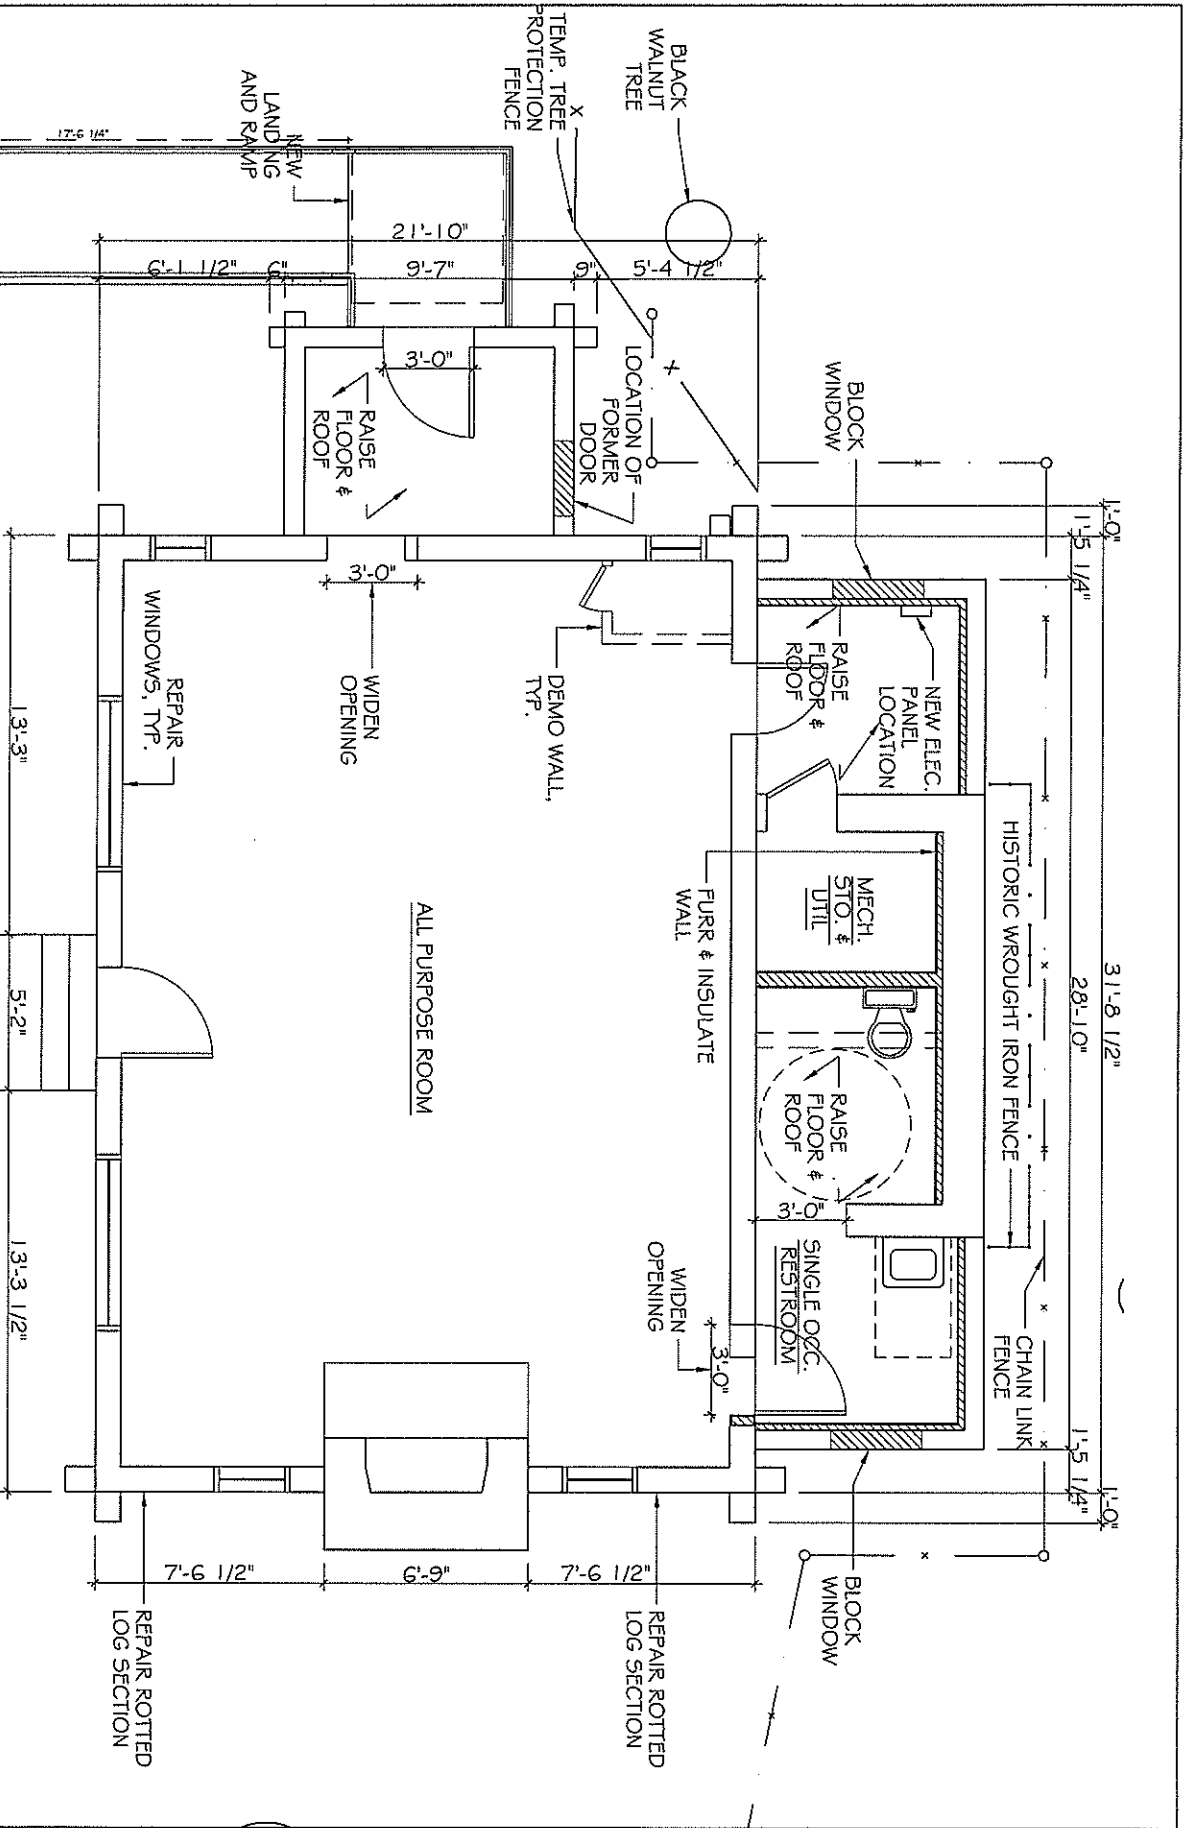 BLACK
WALNUT
TREE
X
TEMP. TREE
PROTECTION
FENCE
NEW
LANDING
AND RAMP
17'-6 1/4"
21'-10"
6'-1 1/2"
6"
9'-7"
9"
5'-4 1/2"
3'-0"
RAISE
FLOOR &
ROOF
LOCATION OF
FORMER
DOOR
BLOCK
WINDOW
1'-0"
1'-5 1/4"
31'-8 1/2"
28'-10"
1'-5 1/4"
1'-0"
HISTORIC WROUGHT IRON FENCE
CHAIN LINK
FENCE
RAISE
FLOOR &
ROOF
NEW ELEC.
PANEL
LOCATION
MECH.
STO. &
UTIL
FURR & INSULATE
WALL
RAISE
FLOOR &
ROOF
3'-0"
SINGLE OCC.
RESTROOM
WIDEN
OPENING
3'-0"
BLOCK
WINDOW
3'-0"
WIDEN
OPENING
DEMO WALL,
TYP.
REPAIR
WINDOWS, TYP.
ALL PURPOSE ROOM
13'-3"
5'-2"
13'-3 1/2"
7'-6 1/2"
6'-9"
7'-6 1/2"
REPAIR ROTTED
LOG SECTION
REPAIR ROTTED
LOG SECTION